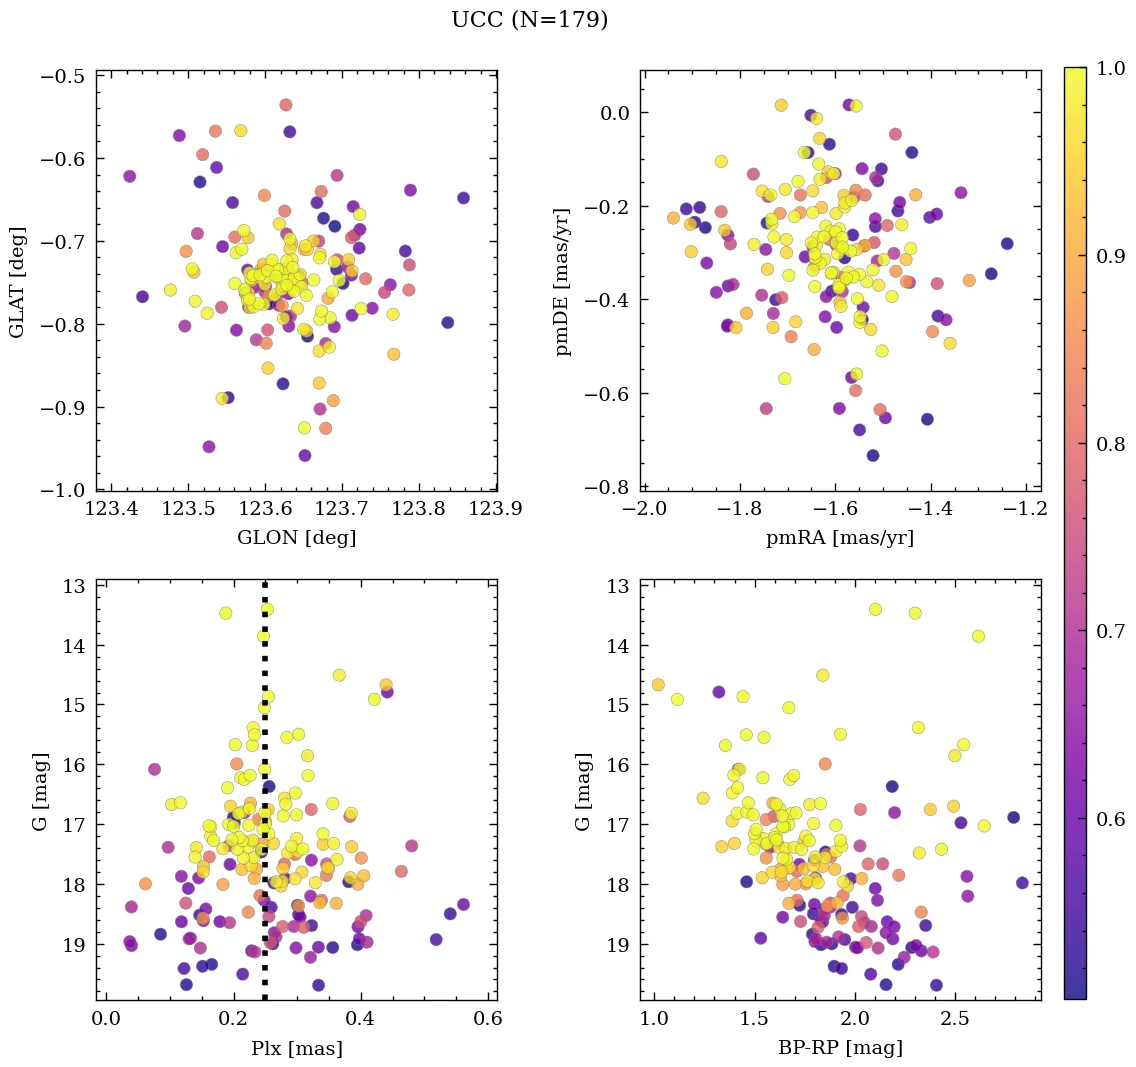 UCC (N=179)
−0.5
−0.6
−0.7
−0.8
−0.9
−1.0
GLAT [deg]
123.4 123.5 123.6 123.7 123.8 123.9
GLON [deg]
0.0
−0.2
−0.4
−0.6
−0.8
pmDE [mas/yr]
−2.0 −1.8 −1.6 −1.4 −1.2
pmRA [mas/yr]
1.0
0.9
0.8
0.7
0.6
13
14
15
16
17
18
19
G [mag]
0.0 0.2 0.4 0.6
Plx [mas]
13
14
15
16
17
18
19
G [mag]
1.0 1.5 2.0 2.5
BP-RP [mag]